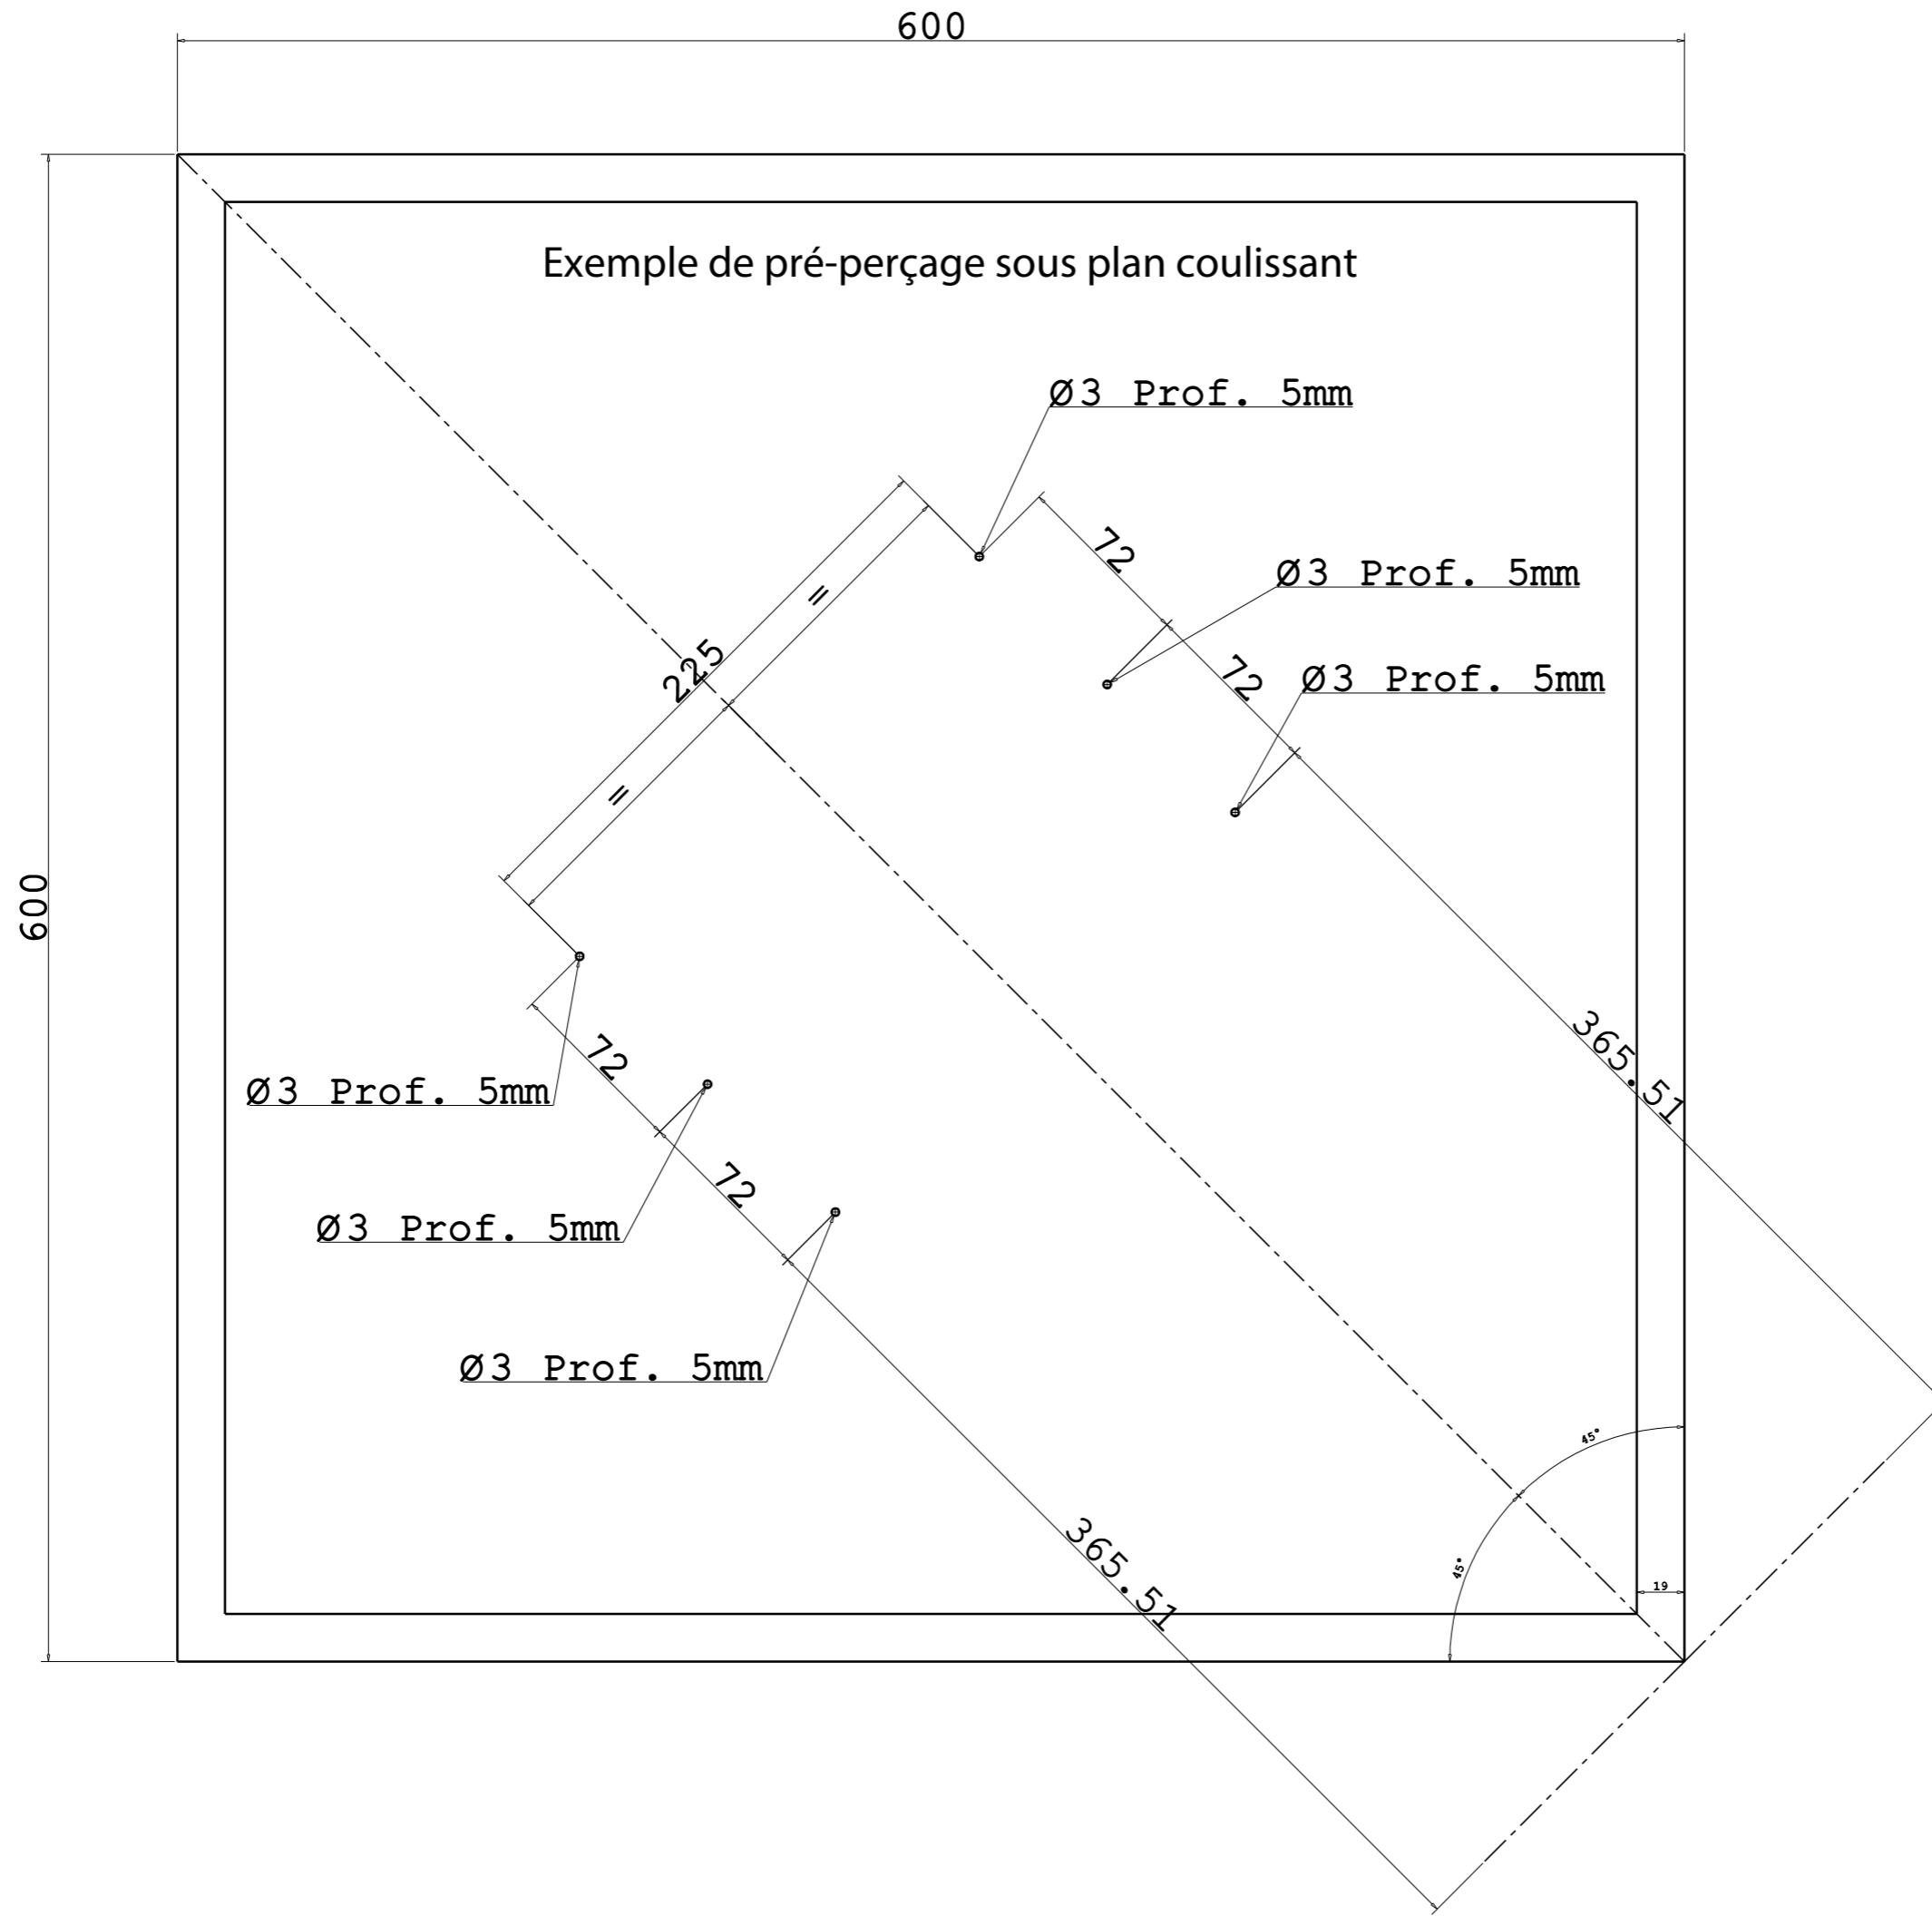 600
Exemple de pré-perçage sous plan coulissant
Ø3 Prof. 5mm
72
Ø3 Prof. 5mm
=
225
72
Ø3 Prof. 5mm
=
600
365.51
72
Ø3 Prof. 5mm
72
Ø3 Prof. 5mm
Ø3 Prof. 5mm
45°
365.51
45°
19